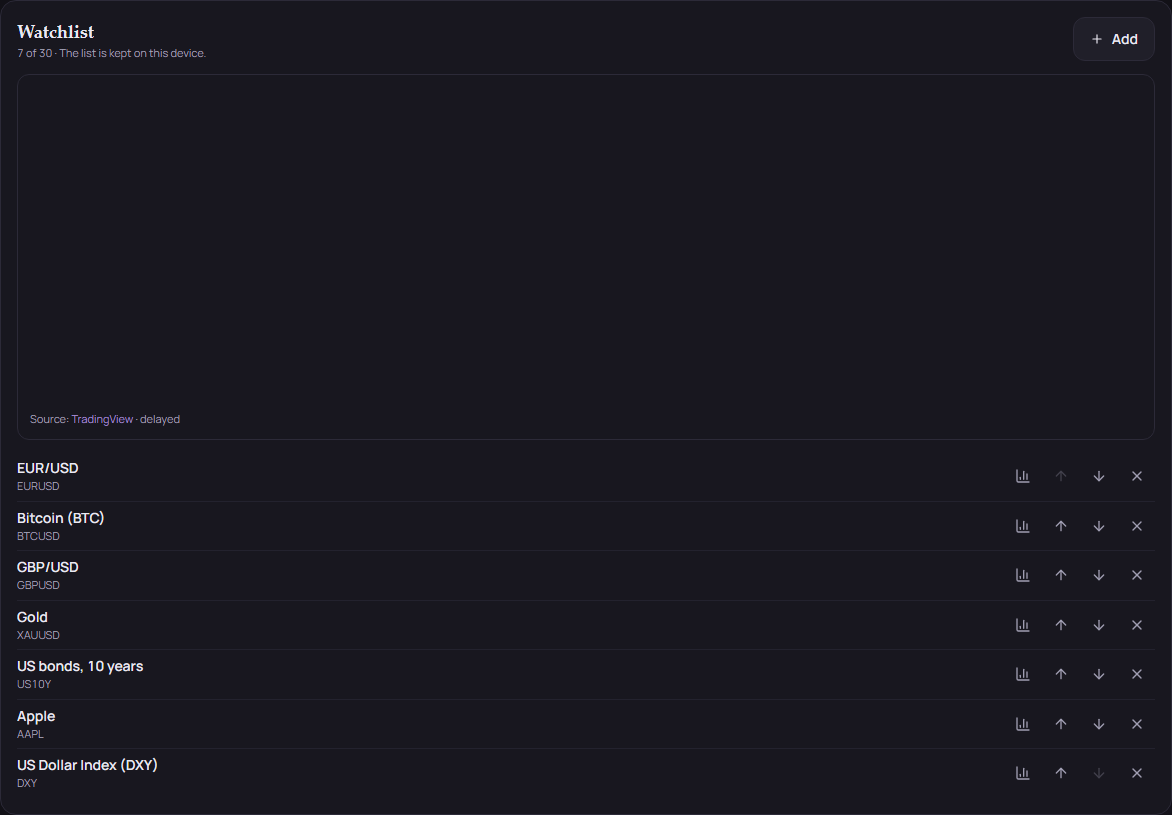 Watchlist
7 of 30 · The list is kept on this device.
+ Add
Source: TradingView · delayed
EUR/USD
EURUSD
Bitcoin (BTC)
BTCUSD
GBP/USD
GBPUSD
Gold
XAUUSD
US bonds, 10 years
US10Y
Apple
AAPL
US Dollar Index (DXY)
DXY